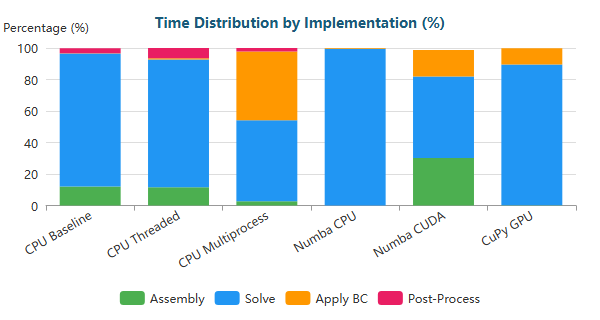 Time Distribution by Implementation (%)
Percentage (%)
100
80
60
40
20
0
CPU Baseline
CPU Threaded
CPU Multiprocess
Numba CPU
Numba CUDA
CuPy GPU
Assembly Solve Apply BC Post-Process